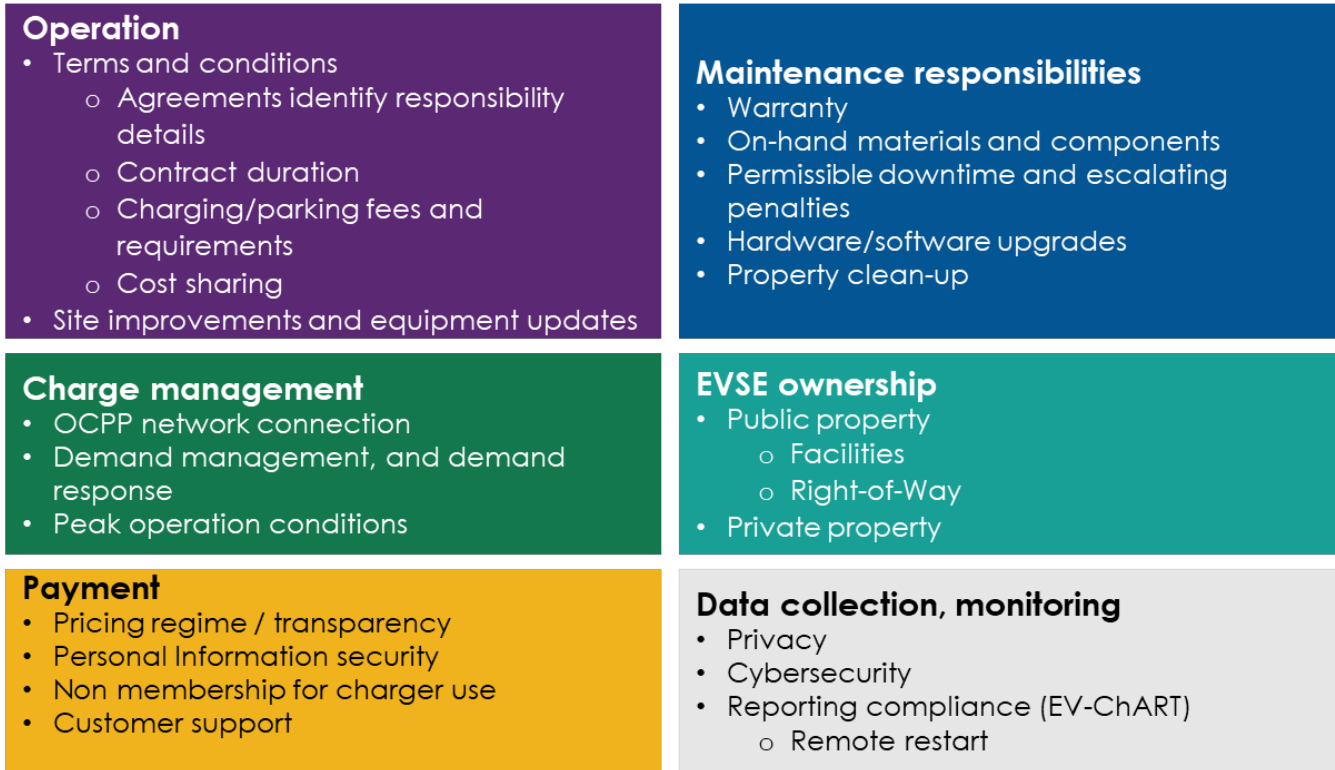 Operation
• Terms and conditions
o Agreements identify responsibility
details
o Contract duration
o Charging/parking fees and
requirements
o Cost sharing
• Site improvements and equipment updates
Maintenance responsibilities
• Warranty
• On-hand materials and components
• Permissible downtime and escalating
penalties
• Hardware/software upgrades
• Property clean-up
Charge management
• OCPP network connection
• Demand management, and demand
response
• Peak operation conditions
EVSE ownership
• Public property
o Facilities
o Right-of-Way
• Private property
Payment
• Pricing regime / transparency
• Personal Information security
• Non membership for charger use
• Customer support
Data collection, monitoring
• Privacy
• Cybersecurity
• Reporting compliance (EV-ChART)
o Remote restart